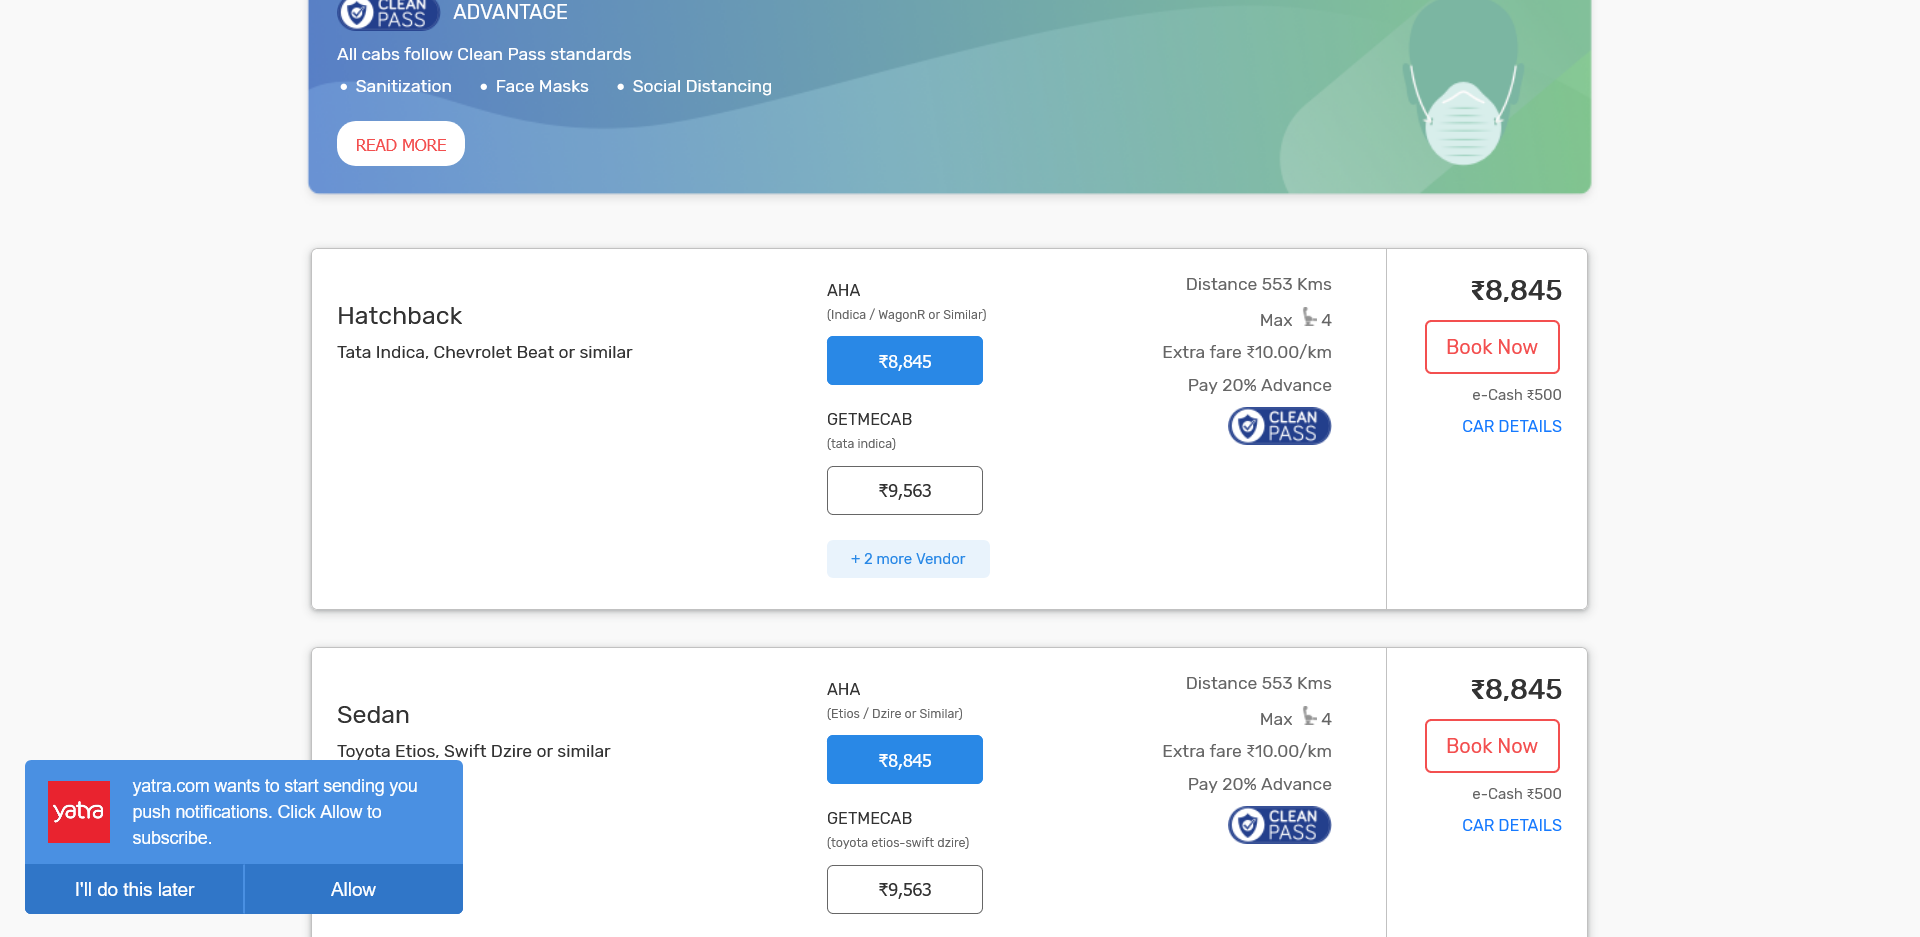 CLEAN
PASS
ADVANTAGE
All cabs follow Clean Pass standards
• Sanitization • Face Masks • Social Distancing
READ MORE
Hatchback
Tata Indica, Chevrolet Beat or similar
AHA
(Indica / WagonR or Similar)
₹8,845
GETMECAB
(tata indica)
₹9,563
+ 2 more Vendor
Distance 553 Kms
Max 4
Extra fare ₹10.00/km
Pay 20% Advance
CLEAN
PASS
₹8,845
Book Now
e-Cash ₹500
CAR DETAILS
Sedan
Toyota Etios, Swift Dzire or similar
AHA
(Etios / Dzire or Similar)
₹8,845
GETMECAB
(toyota etios-swift dzire)
₹9,563
Distance 553 Kms
Max 4
Extra fare ₹10.00/km
Pay 20% Advance
CLEAN
PASS
₹8,845
Book Now
e-Cash ₹500
CAR DETAILS
yatra
yatra.com wants to start sending you
push notifications. Click Allow to
subscribe.
I'll do this later
Allow